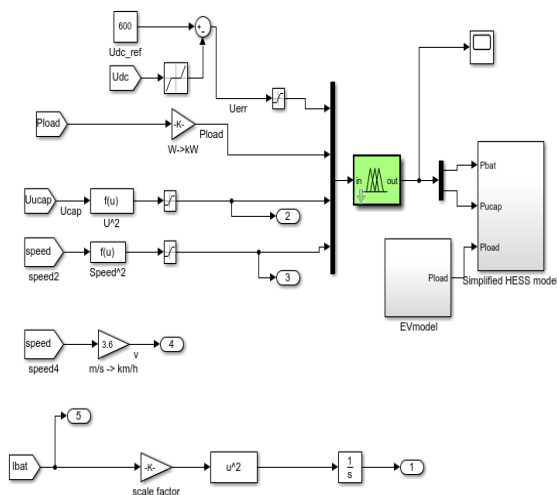 600
+
-
Udc_ref
Udc
Uerr
Pload
-K-
Pload
W->kW
in
out
Pbat
Pucap
Pload
Simplified HESS model
Uucap
Ucap
f(u)
U^2
2
speed
speed2
f(u)
Speed^2
3
Pload
EVmodel
speed
speed4
3.6
v
m/s -> km/h
4
5
Ibat
-K-
scale factor
u^2
1
s
1